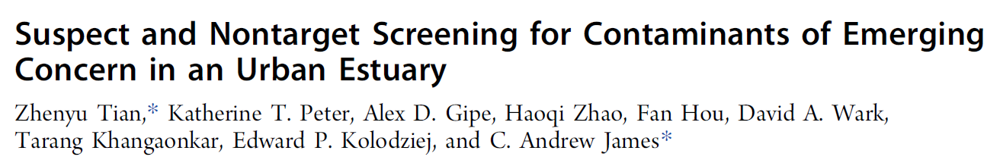 Suspect and Nontarget Screening for Contaminants of Emerging
Concern in an Urban Estuary
Zhenyu Tian,* Katherine T. Peter, Alex D. Gipe, Haoqi Zhao, Fan Hou, David A. Wark,
Tarang Khangaonkar, Edward P. Kolodziej, and C. Andrew James*